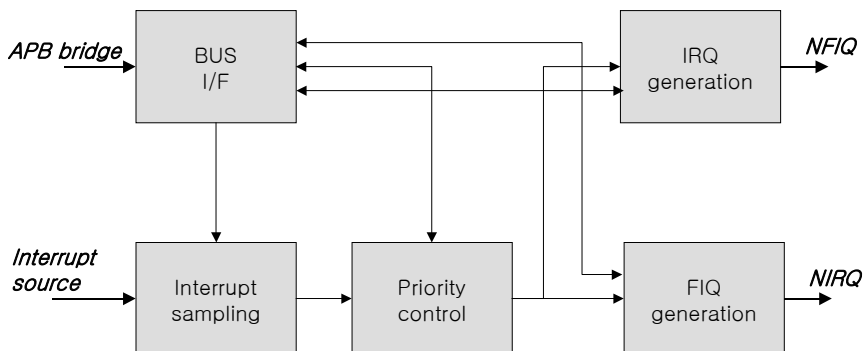 APB bridge
BUS
I/F
IRQ
generation
NFIQ
Interrupt
source
Interrupt
sampling
Priority
control
FIQ
generation
NIRQ